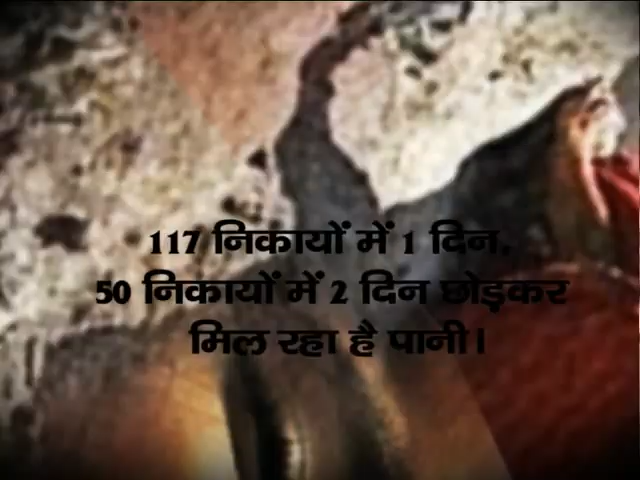 117 निकायों में 1 दिन,
50 निकायों में 2 दिन छोड़कर
मिल रहा है पानी।